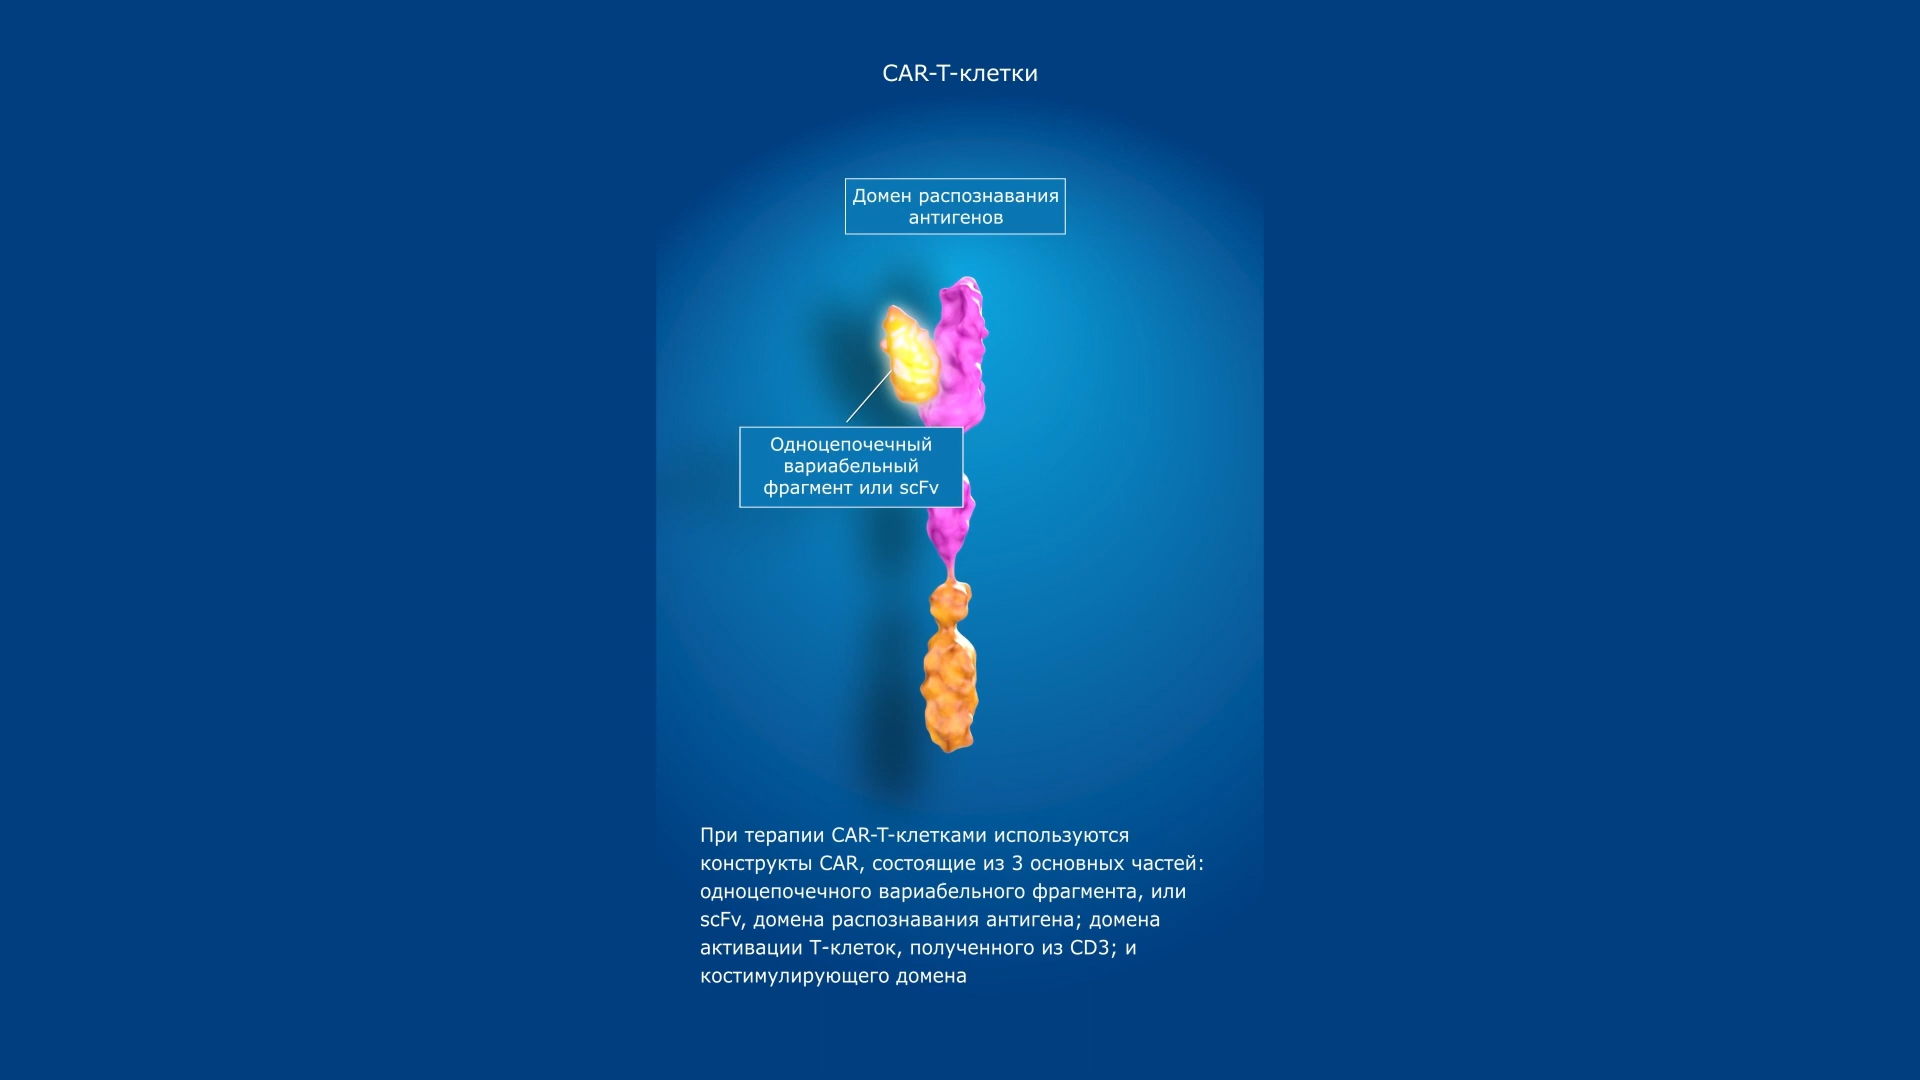 CAR-T-клетки
Домен распознавания
антигенов
Одноцепочечный
вариабельный
фрагмент или scFv
При терапии CAR-T-клетками используются
конструкты CAR, состоящие из 3 основных частей:
одноцепочечного вариабельного фрагмента, или
scFv, домена распознавания антигена; домена
активации Т-клеток, полученного из CD3; и
костимулирующего домена